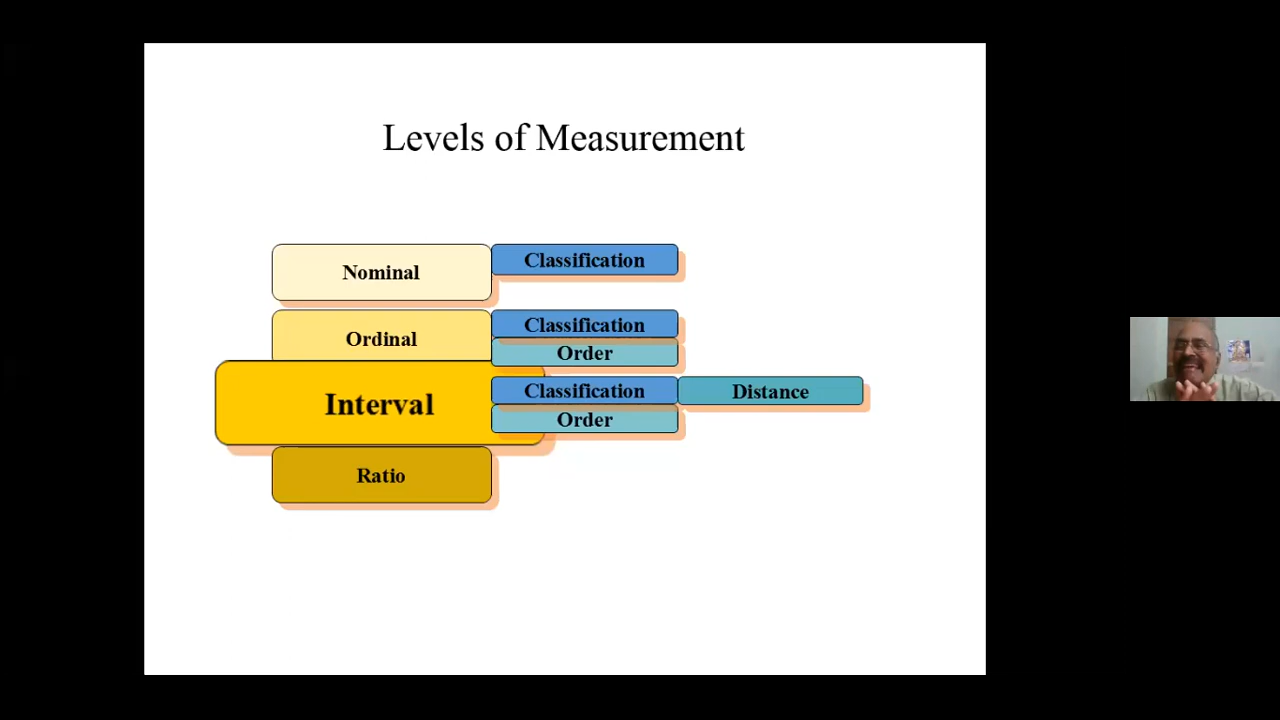 Levels of Measurement
Nominal
Classification
Ordinal
Classification
Order
Interval
Classification
Distance
Order
Ratio